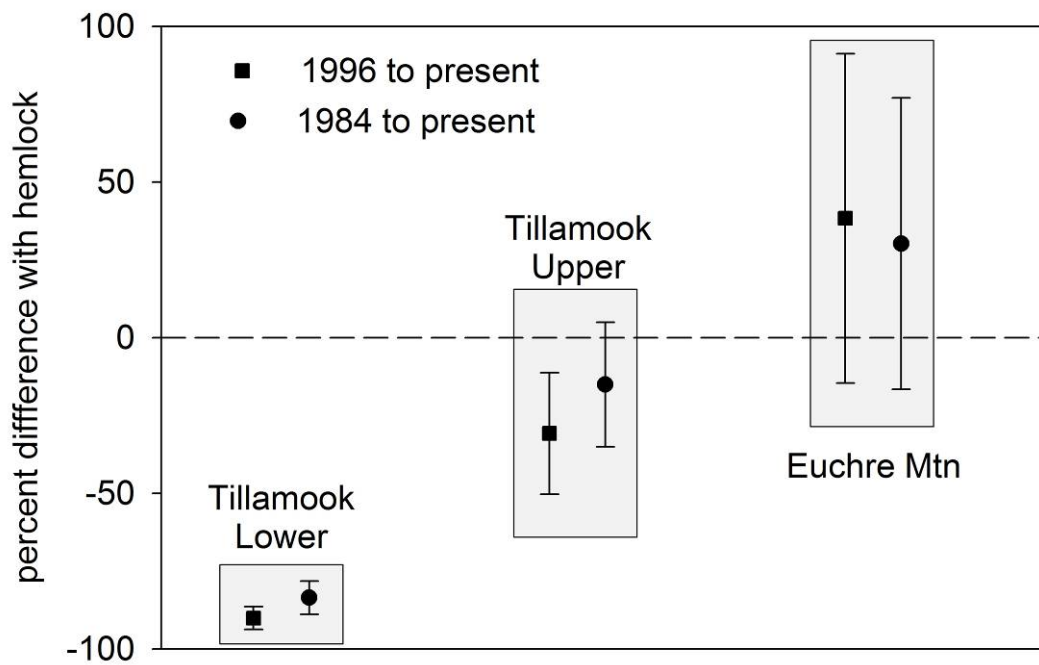 percent diffference with hemlock
100
50
0
-50
-100
1996 to present
1984 to present
Tillamook
Lower
Tillamook
Upper
Euchre Mtn